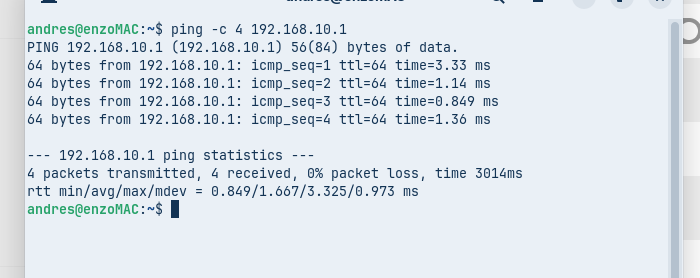 andres@enzoMAC:~$ ping -c 4 192.168.10.1
PING 192.168.10.1 (192.168.10.1) 56(84) bytes of data.
64 bytes from 192.168.10.1: icmp_seq=1 ttl=64 time=3.33 ms
64 bytes from 192.168.10.1: icmp_seq=2 ttl=64 time=1.14 ms
64 bytes from 192.168.10.1: icmp_seq=3 ttl=64 time=0.849 ms
64 bytes from 192.168.10.1: icmp_seq=4 ttl=64 time=1.36 ms
--- 192.168.10.1 ping statistics ---
4 packets transmitted, 4 received, 0% packet loss, time 3014ms
rtt min/avg/max/mdev = 0.849/1.667/3.325/0.973 ms
andres@enzoMAC:~$